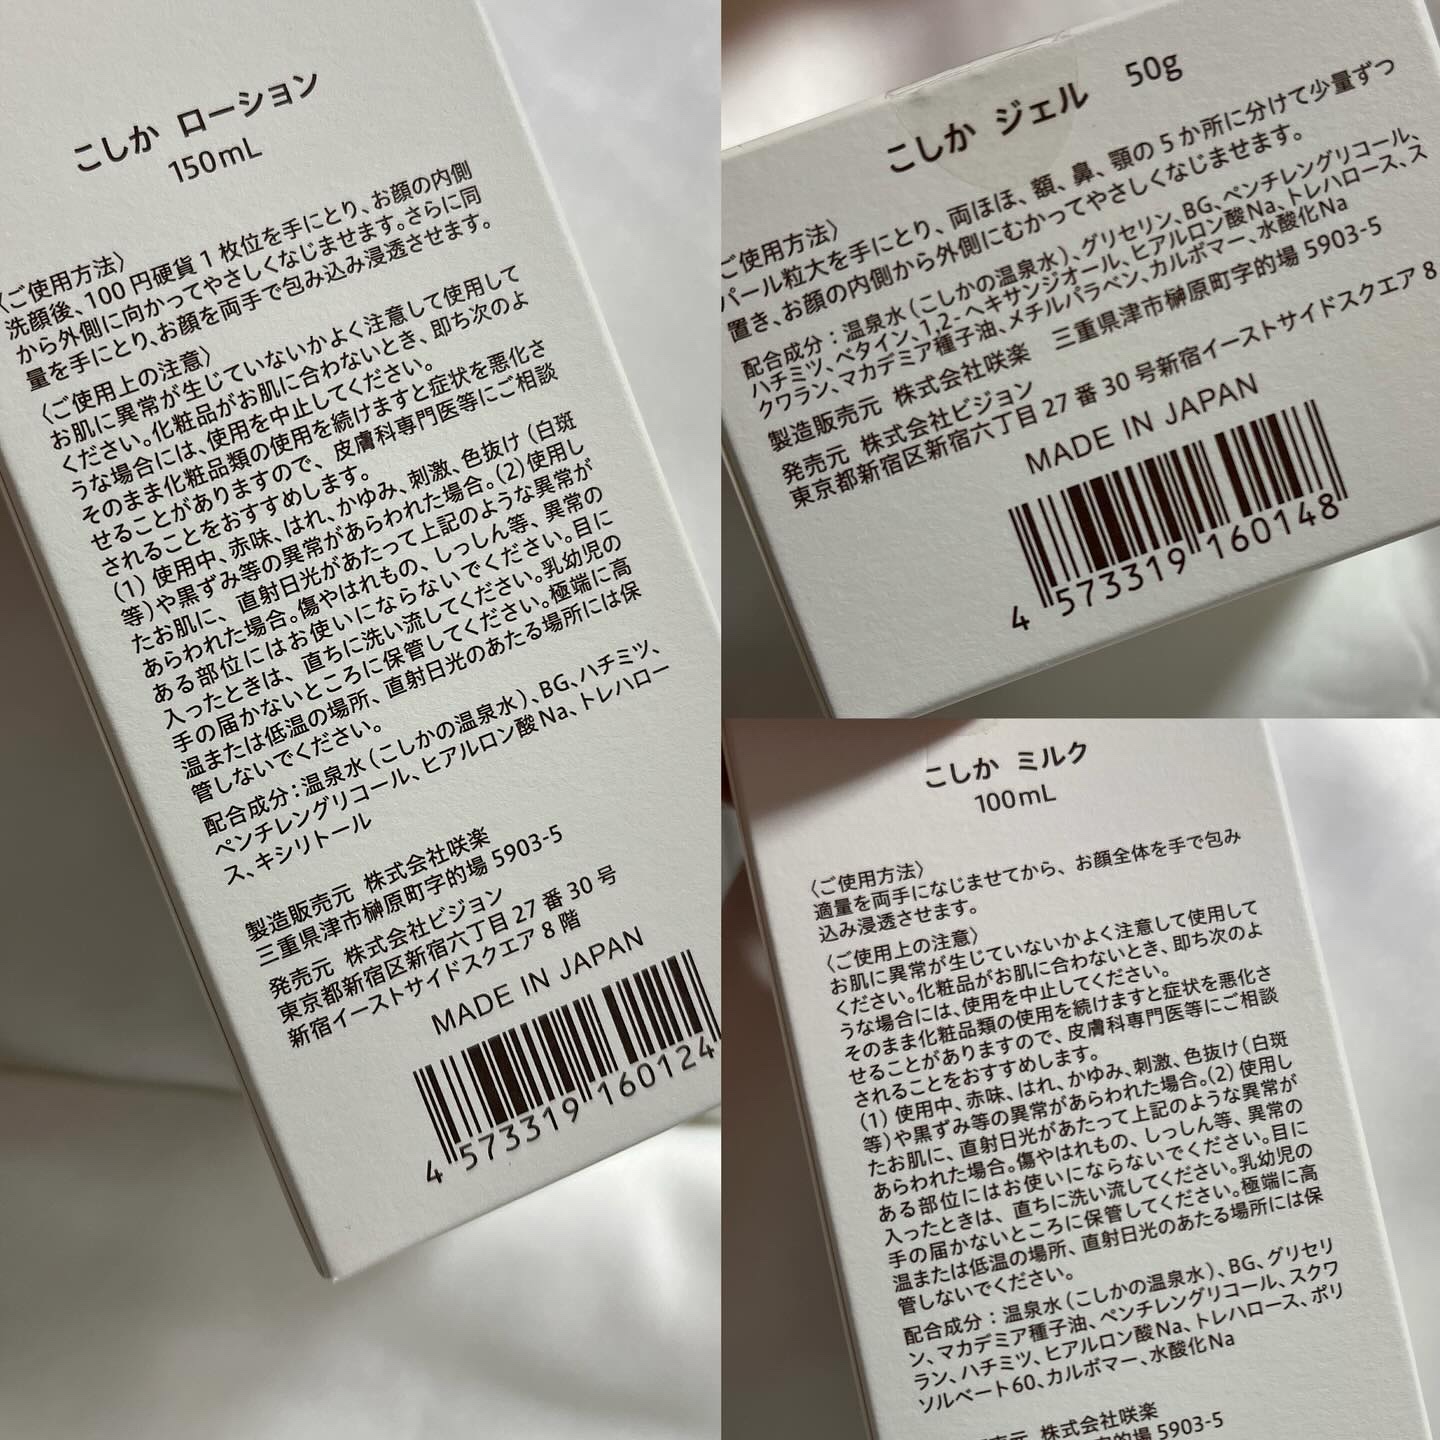 こしか ローション
150mL
〈ご使用方法〉
洗顔後、100円硬貨1枚位を手にとり、お顔の内側
から外側に向かってやさしくなじませます。さらに同
量を手にとり、お顔を両手で包み込み浸透させます。
〈ご使用上の注意〉
お肌に異常が生じていないかよく注意して使用して
ください。化粧品がお肌に合わないとき、即ち次のよ
うな場合には、使用を中止してください。
そのまま化粧品類の使用を続けますと症状を悪化さ
せることがありますので、皮膚科専門医等にご相談
されることをおすすめします。
(1) 使用中、赤味、はれ、かゆみ、刺激、色抜け（白斑
等）や黒ずみ等の異常があらわれた場合。(2)使用し
たお肌に、直射日光があたって上記のような異常が
あらわれた場合。傷やはれもの、しっしん等、異常の
ある部位にはお使いにならないでください。目に
入ったときは、直ちに洗い流してください。乳幼児の
手の届かないところに保管してください。極端に高
温または低温の場所、直射日光のあたる場所には保
管しないでください。
配合成分：温泉水（こしかの温泉水）、BG、ハチミツ、
ペンチレングリコール、ヒアルロン酸Na、トレハロー
ス、キシリトール
製造販売元 株式会社咲楽
三重県津市榊原町字的場 5903-5
発売元 株式会社ビジョン
東京都新宿区新宿六丁目27番30号
新宿イーストサイドスクエア8階
MADE IN JAPAN
4 573319 160124
こしか ジェル 50g
ご使用方法〉
パール粒大を手にとり、両ほほ、額、鼻、顎の5か所に分けて少量ずつ
置き、お顔の内側から外側にむかってやさしくなじませます。
配合成分：温泉水（こしかの温泉水）、グリセリン、BG、ペンチレングリコール、
ハチミツ、ベタイン、1,2-ヘキサンジオール、ヒアルロン酸Na、トレハロース、ス
クワラン、マカデミア種子油、メチルパラベン、カルボマー、水酸化Na
製造販売元 株式会社咲楽 三重県津市榊原町字的場 5903-5
発売元 株式会社ビジョン
東京都新宿区新宿六丁目27番30号新宿イーストサイドスクエア8
MADE IN JAPAN
4 573319 160148
こしか ミルク
100mL
〈ご使用方法〉
適量を両手になじませてから、お顔全体を手で包み
込み浸透させます。
〈ご使用上の注意〉
お肌に異常が生じていないかよく注意して使用して
ください。化粧品がお肌に合わないとき、即ち次のよ
うな場合には、使用を中止してください。
そのまま化粧品類の使用を続けますと症状を悪化さ
せることがありますので、皮膚科専門医等にご相談
されることをおすすめします。
(1) 使用中、赤味、はれ、かゆみ、刺激、色抜け（白斑
等）や黒ずみ等の異常があらわれた場合。(2) 使用し
たお肌に、直射日光があたって上記のような異常が
あらわれた場合。傷やはれもの、しっしん等、異常の
ある部位にはお使いにならないでください。目に
入ったときは、直ちに洗い流してください。乳幼児の
手の届かないところに保管してください。極端に高
温または低温の場所、直射日光のあたる場所には保
管しないでください。
配合成分：温泉水（こしかの温泉水）、BG、グリセリ
ン、マカデミア種子油、ペンチレングリコール、スクワ
ラン、ハチミツ、ヒアルロン酸Na、トレハロース、ポリ
ソルベート60、カルボマー、水酸化Na
株式会社咲楽
的場 5903-5